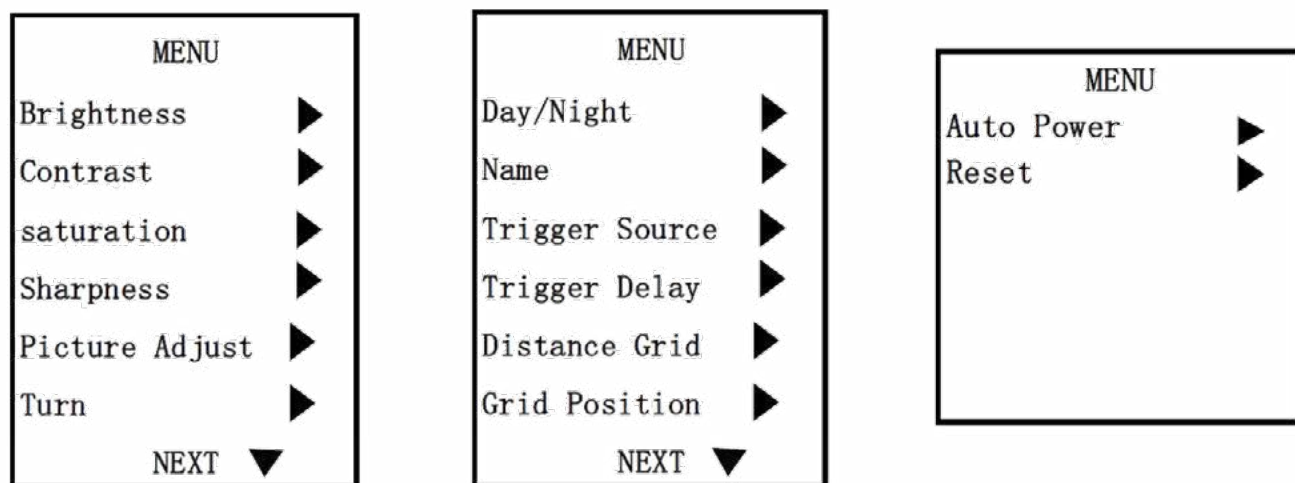 MENU
Brightness
Contrast
saturation
Sharpness
Picture Adjust
Turn
NEXT
MENU
Day/Night
Name
Trigger Source
Trigger Delay
Distance Grid
Grid Position
NEXT
MENU
Auto Power
Reset